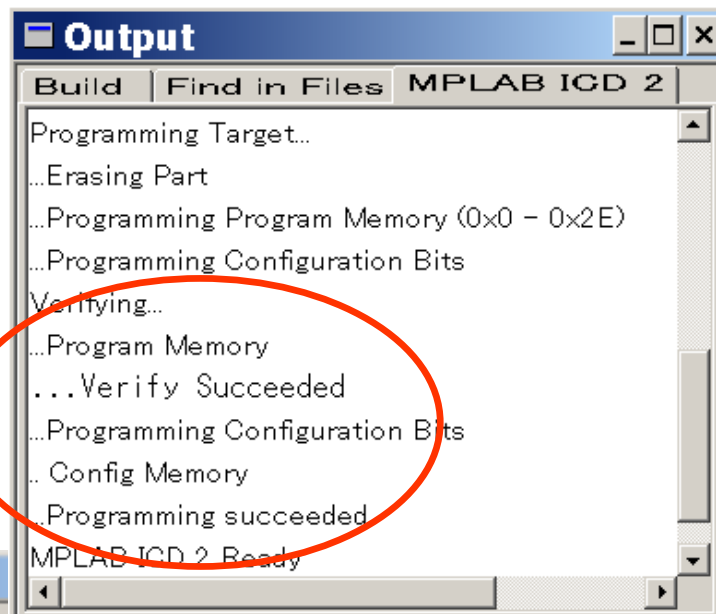 Output
Build Find in Files MPLAB ICD 2
Programming Target...
...Erasing Part
...Programming Program Memory (0x0 - 0x2E)
...Programming Configuration Bits
Verifying...
...Program Memory
...Verify Succeeded
...Programming Configuration Bits
.. Config Memory
...Programming succeeded
MPLAB ICD 2 Ready